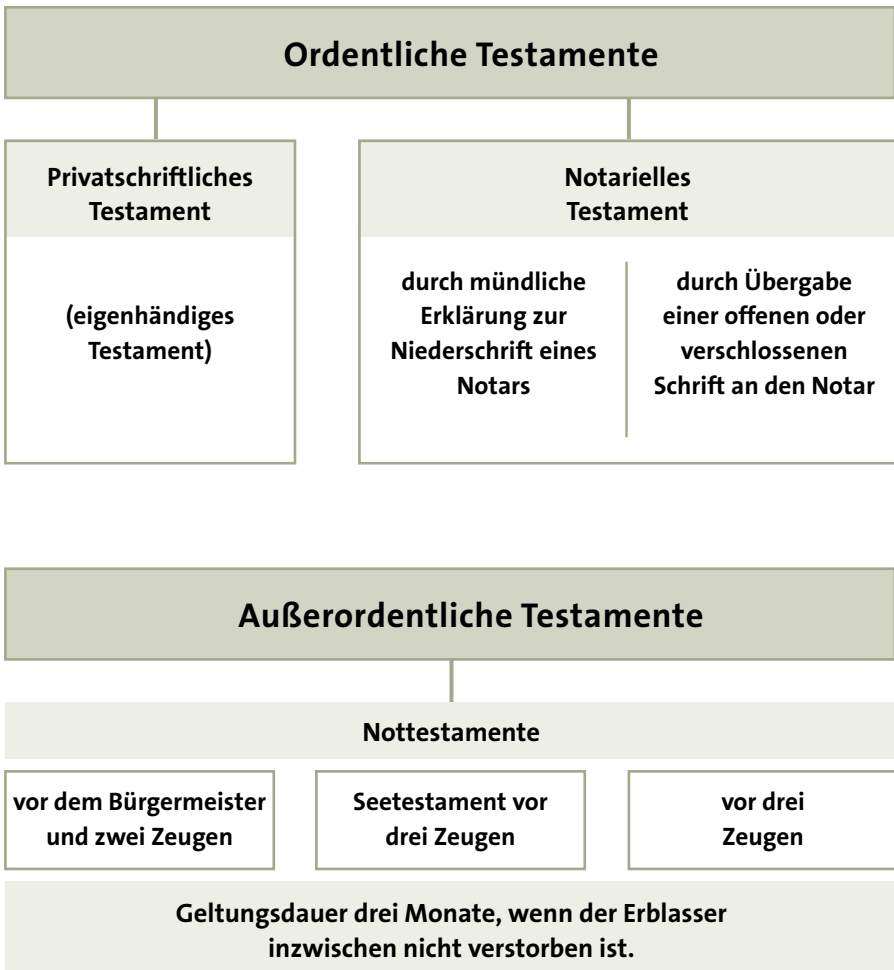 Ordentliche Testamente
Privatschriftliches
Testament
(eigenhändiges
Testament)
Notarielles
Testament
durch mündliche
Erklärung zur
Niederschrift eines
Notars
durch Übergabe
einer offenen oder
verschlossenen
Schrift an den Notar
Außerordentliche Testamente
Nottestamente
vor dem Bürgermeister
und zwei Zeugen
Seetestament vor
drei Zeugen
vor drei
Zeugen
Geltungsdauer drei Monate, wenn der Erblasser
inzwischen nicht verstorben ist.